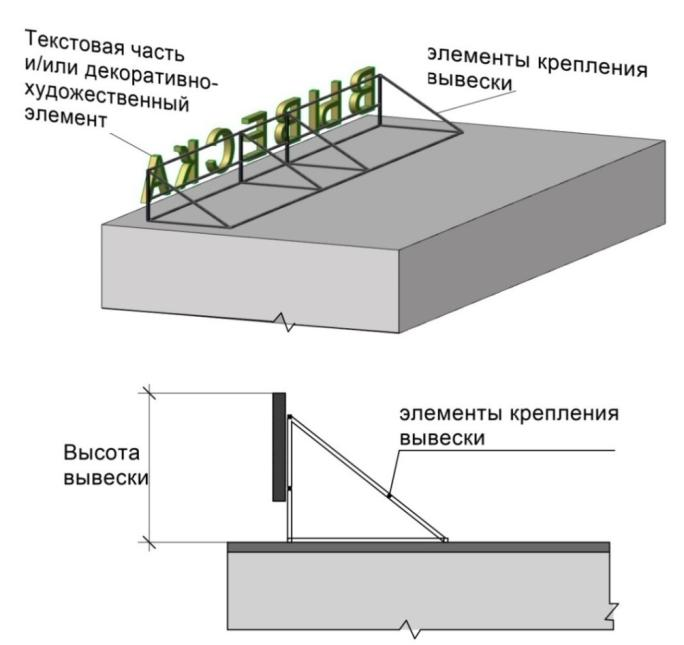 Текстовая часть
и/или декоративно-
художественный
элемент
элементы крепления
вывески
ВЫВЕСКА
элементы крепления
вывески
Высота
вывески